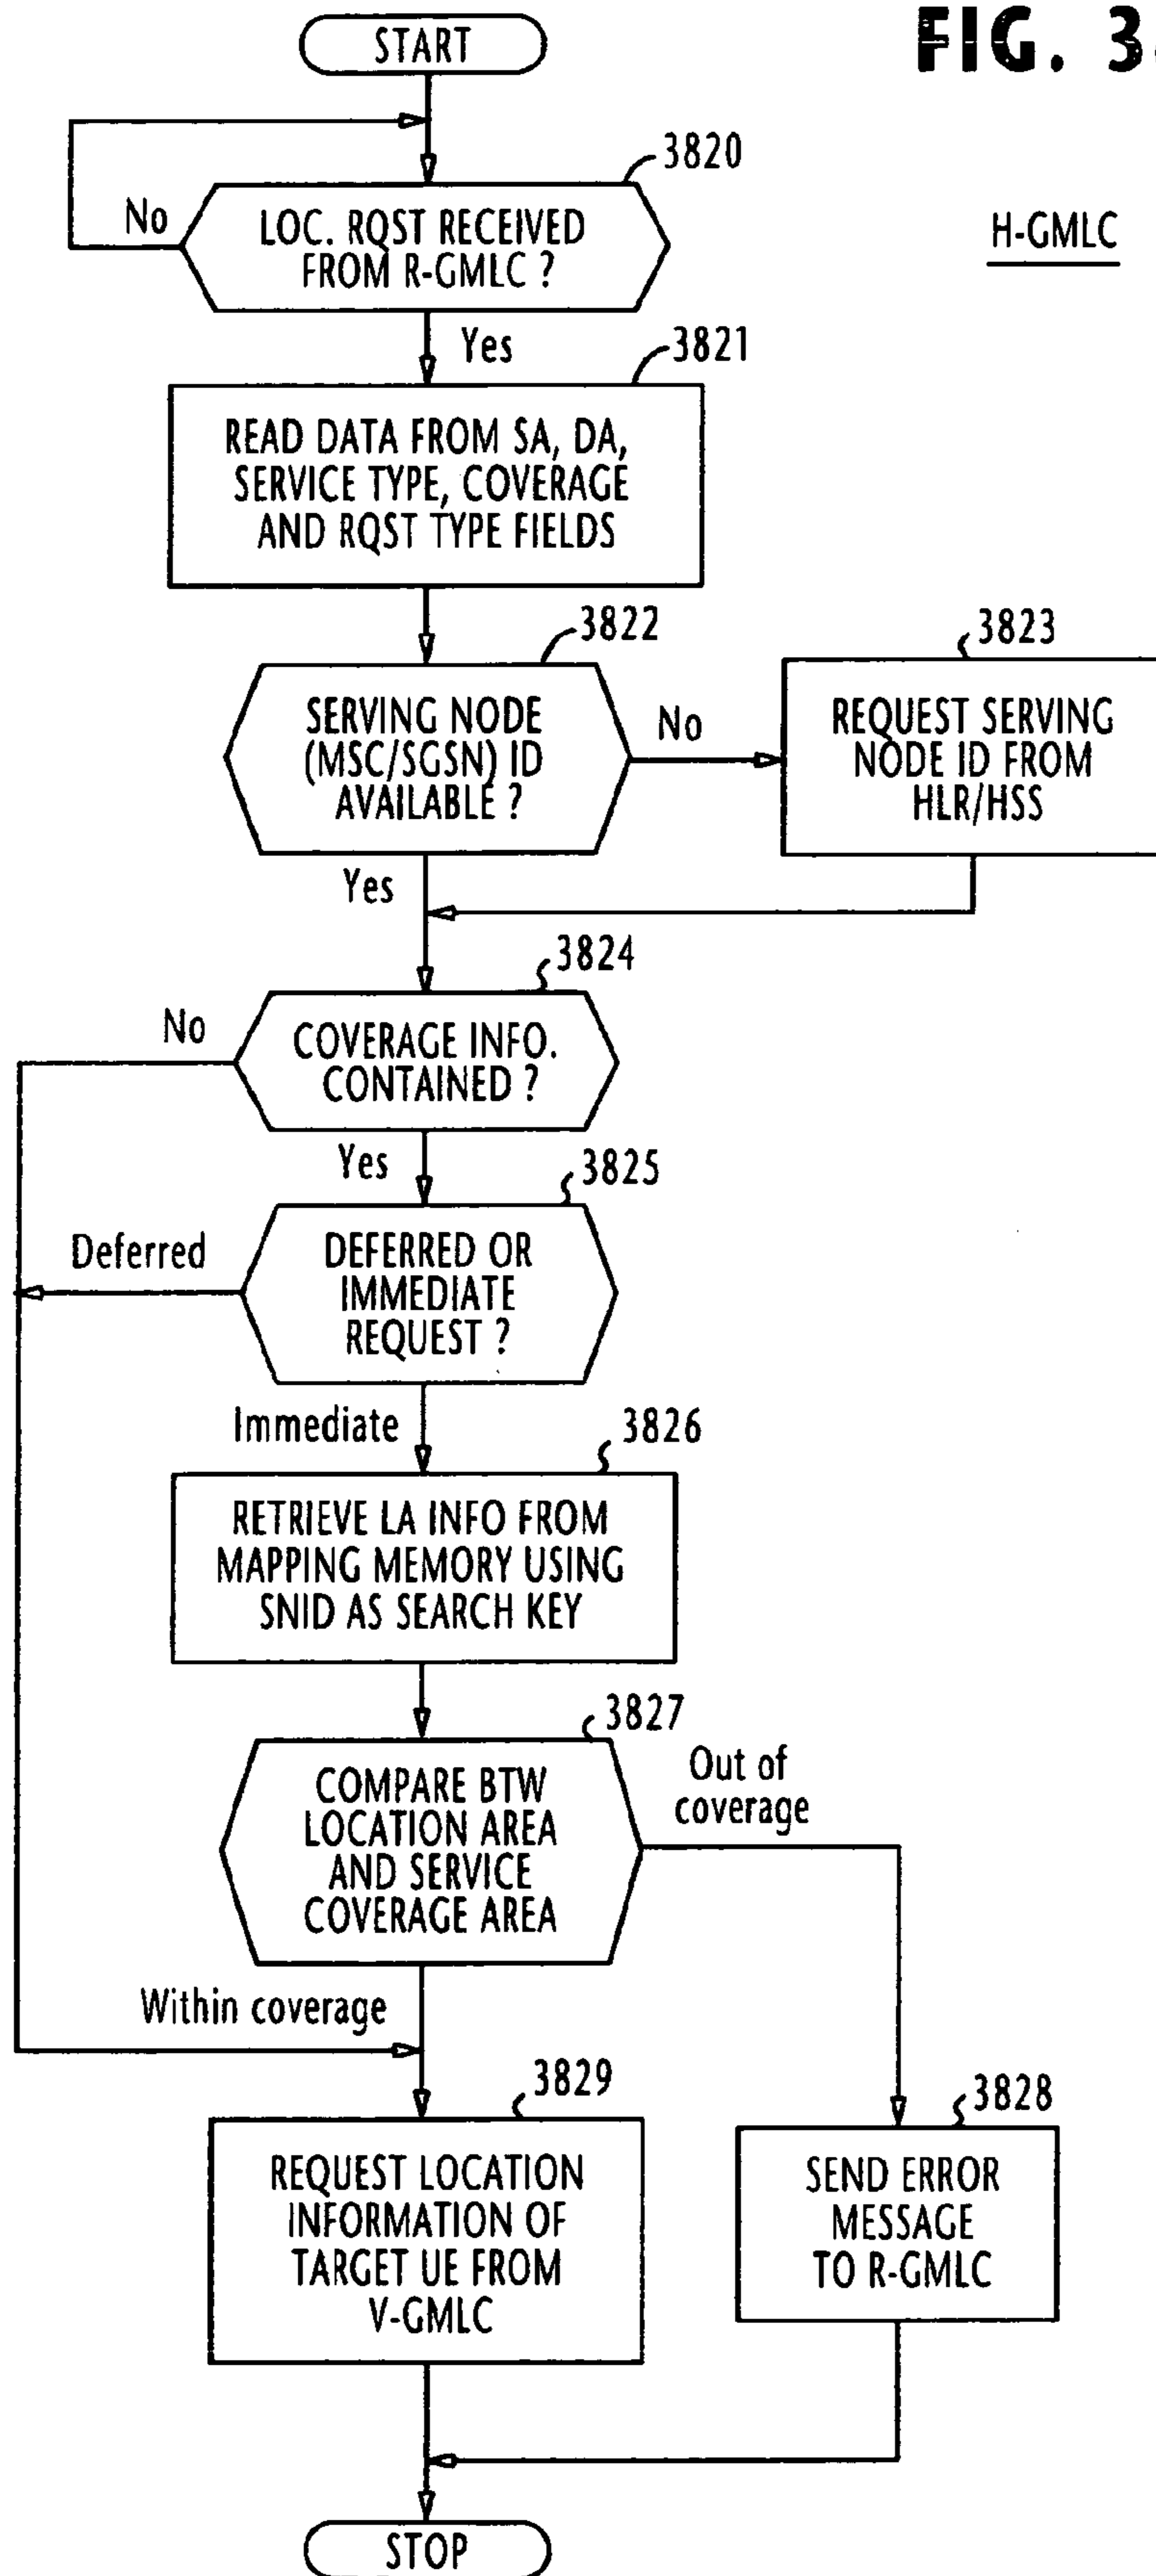 START
FIG. 38
3820
No
LOC. RQST RECEIVED
FROM R-GMLC ?
H-GMLC
Yes
3821
READ DATA FROM SA, DA,
SERVICE TYPE, COVERAGE
AND RQST TYPE FIELDS
3822
3823
SERVING NODE
(MSC/SGSN) ID
AVAILABLE ?
No
REQUEST SERVING
NODE ID FROM
HLR/HSS
Yes
3824
No
COVERAGE INFO.
CONTAINED ?
Yes
3825
Deferred
DEFERRED OR
IMMEDIATE
REQUEST ?
Immediate
3826
RETRIEVE LA INFO FROM
MAPPING MEMORY USING
SNID AS SEARCH KEY
3827
COMPARE BTW
LOCATION AREA
AND SERVICE
COVERAGE AREA
Out of
coverage
Within coverage
3829
3828
REQUEST LOCATION
INFORMATION OF
TARGET UE FROM
V-GMLC
SEND ERROR
MESSAGE
TO R-GMLC
STOP